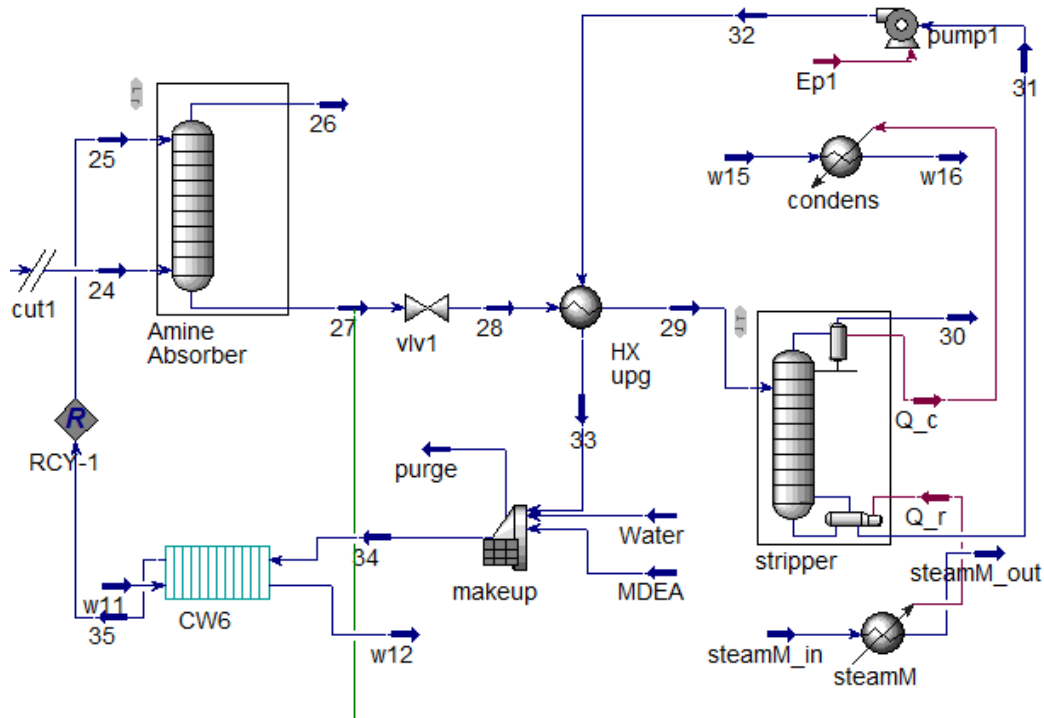 32
pump1
Ep1
31
26
25
w15
w16
condens
cut1
24
27
28
29
30
Amine
Absorber
vlv1
HX
upg
R
RCY-1
33
Q_c
purge
Q_r
Water
34
stripper
steamM_out
makeup
MDEA
w11
35
CW6
w12
steamM_in
steamM